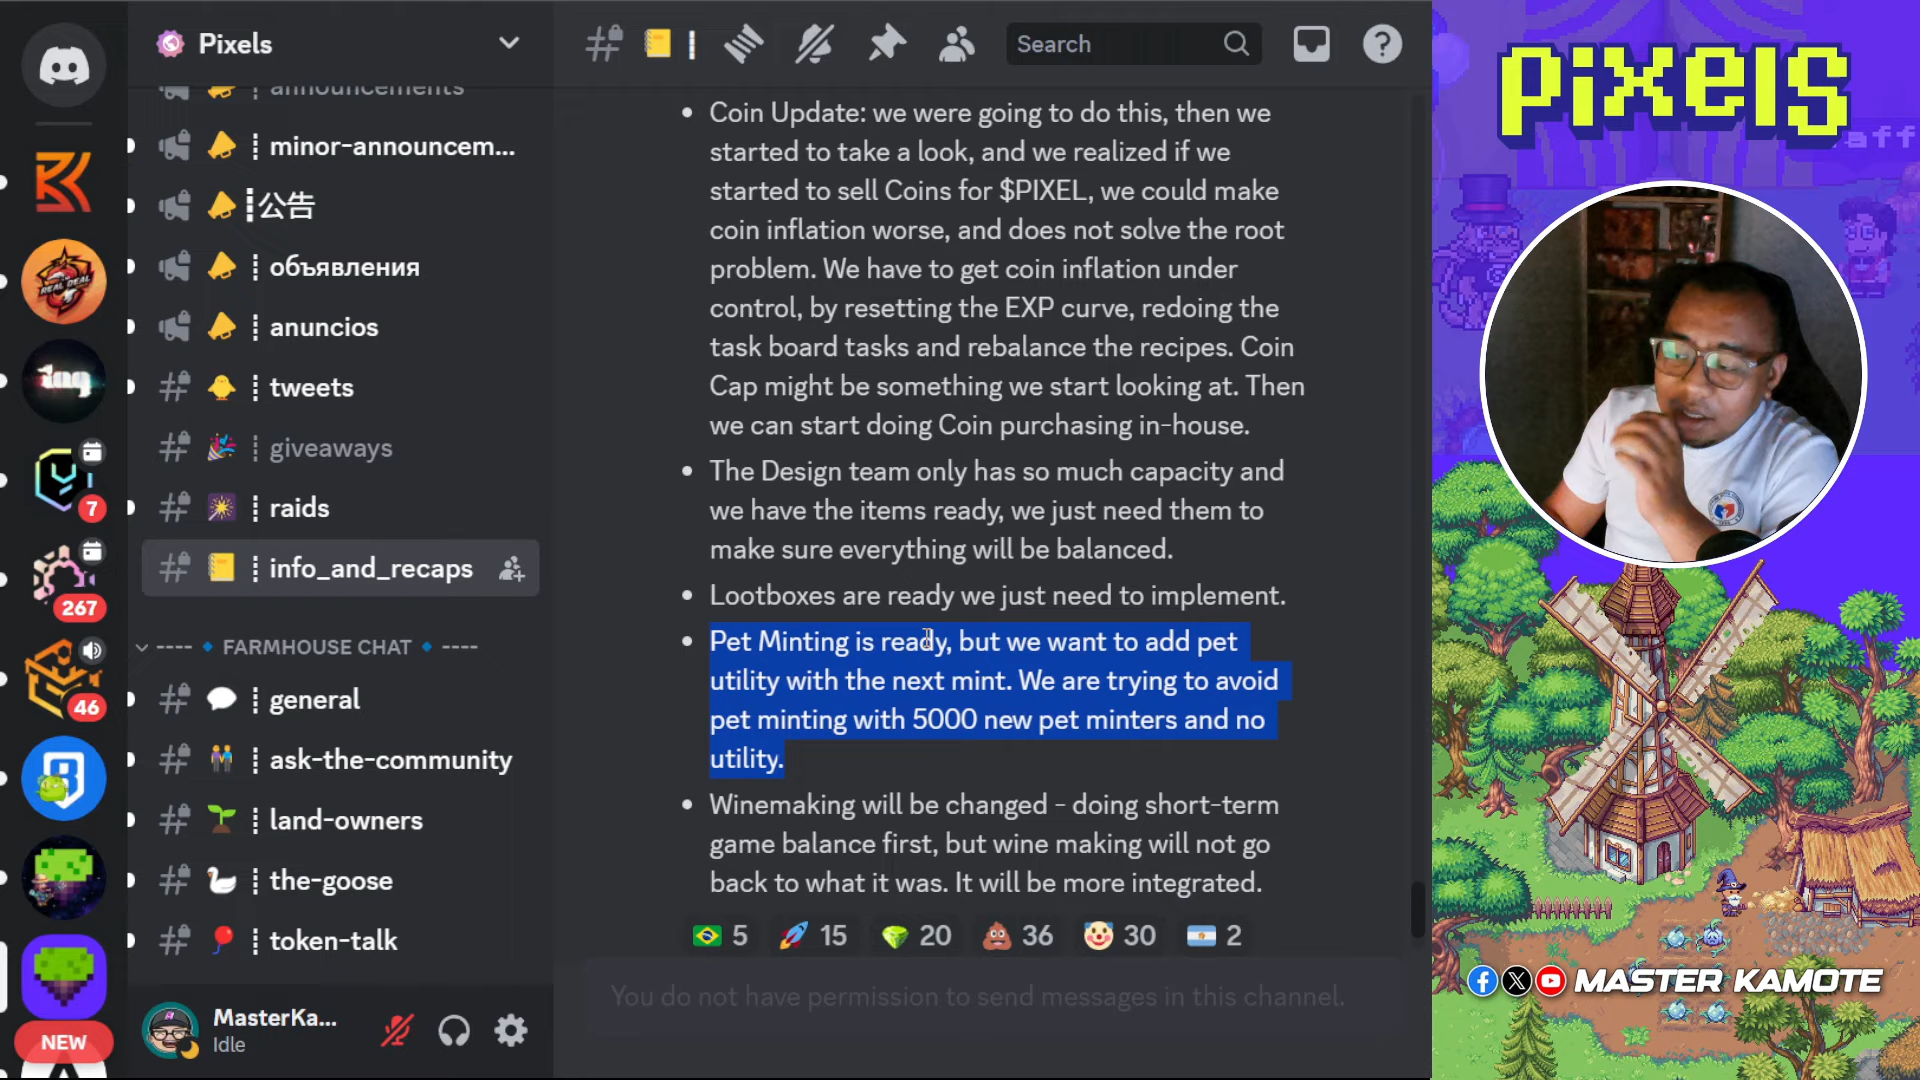 Pixels
Search
announcements
minor-announcem...
公告
объявления
anuncios
tweets
giveaways
raids
info_and_recaps
FARMHOUSE CHAT
general
ask-the-community
land-owners
the-goose
token-talk
MasterKa...
Idle
7
267
46
NEW
Coin Update: we were going to do this, then we
started to take a look, and we realized if we
started to sell Coins for $PIXEL, we could make
coin inflation worse, and does not solve the root
problem. We have to get coin inflation under
control, by resetting the EXP curve, redoing the
task board tasks and rebalance the recipes. Coin
Cap might be something we start looking at. Then
we can start doing Coin purchasing in-house.
The Design team only has so much capacity and
we have the items ready, we just need them to
make sure everything will be balanced.
Lootboxes are ready we just need to implement.
Pet Minting is ready, but we want to add pet
utility with the next mint. We are trying to avoid
pet minting with 5000 new pet minters and no
utility.
Winemaking will be changed - doing short-term
game balance first, but wine making will not go
back to what it was. It will be more integrated.
5 15 20 36 30 2
You do not have permission to send messages in this channel.
pixels
MASTER KAMOTE